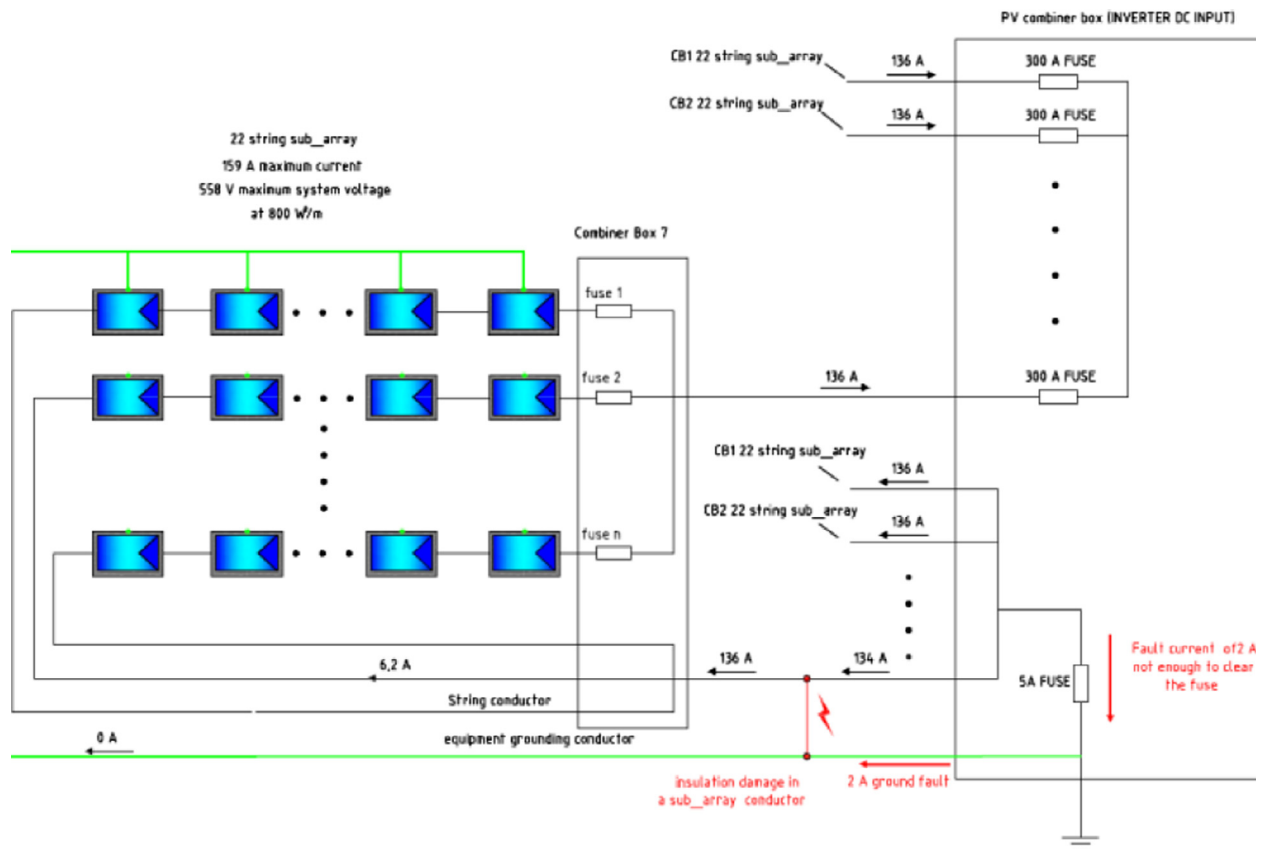 PV combiner box (INVERTER DC INPUT)
CB1 22 string sub_array
136 A
300 A FUSE
CB2 22 string sub_array
136 A
300 A FUSE
22 string sub_array
159 A maximum current
558 V maximum system voltage
at 800 W²/m
Combiner Box 7
fuse 1
fuse 2
136 A
300 A FUSE
CB1 22 string sub_array
136 A
CB2 22 string sub_array
136 A
fuse n
6,2 A
136 A
134 A
5A FUSE
Fault current of 2 A
not enough to clear
the fuse
String conductor
0 A
equipment grounding conductor
insulation damage in
a sub_array conductor
2 A ground fault